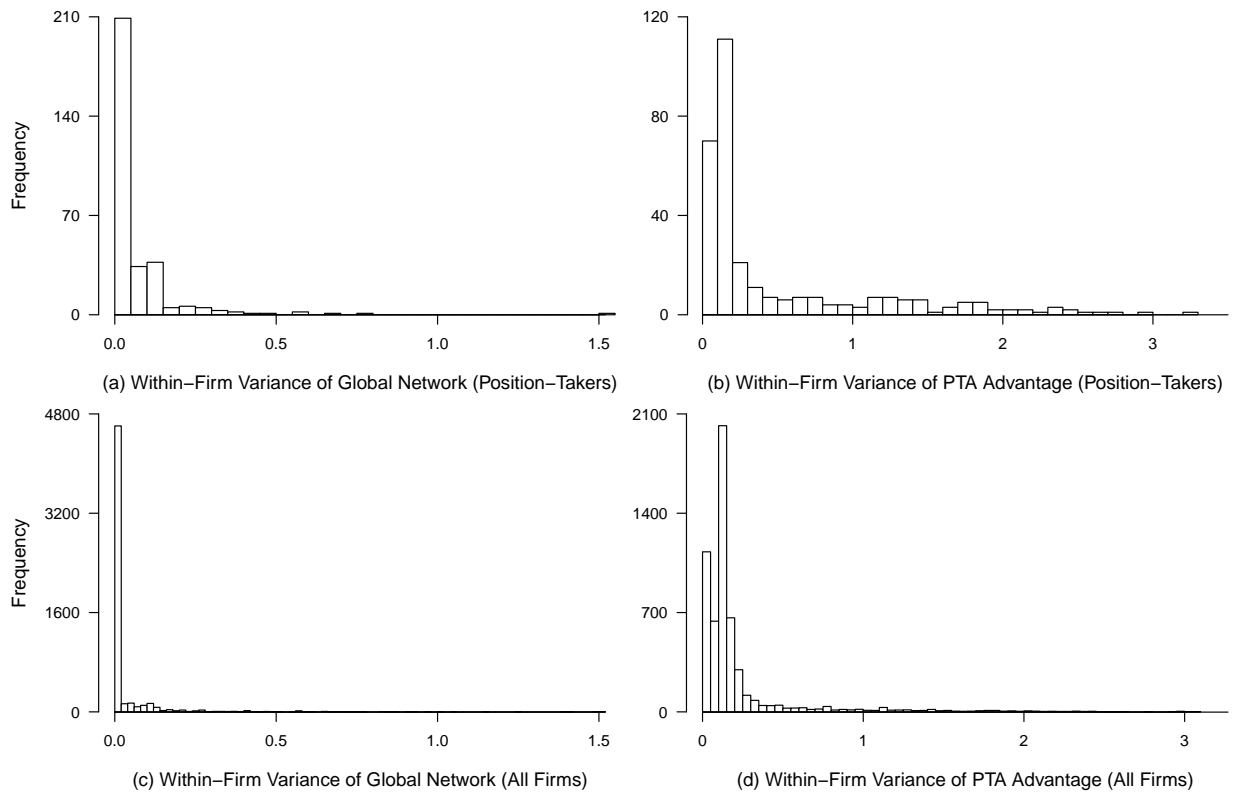 210
140
70
0
Frequency
0.0 0.5 1.0 1.5
(a) Within−Firm Variance of Global Network (Position−Takers)
120
80
40
0
0 1 2 3
(b) Within−Firm Variance of PTA Advantage (Position−Takers)
4800
3200
1600
0
Frequency
0.0 0.5 1.0 1.5
(c) Within−Firm Variance of Global Network (All Firms)
2100
1400
700
0
0 1 2 3
(d) Within−Firm Variance of PTA Advantage (All Firms)